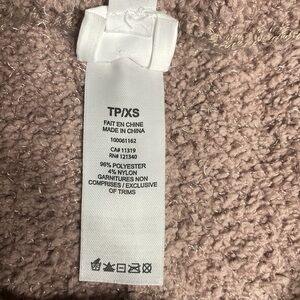 TP/XS
FAIT EN CHINE
MADE IN CHINA
100061162
CA# 11319
RN# 121340
96% POLYESTER
4% NYLON
GARNITURES NON
COMPRISES / EXCLUSIVE
OF TRIMS